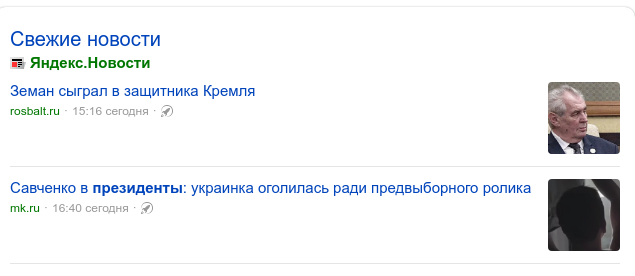 Свежие новости
Яндекс.Новости
Земан сыграл в защитника Кремля
rosbalt.ru · 15:16 сегодня ·
Савченко в президенты: украинка оголилась ради предвыборного ролика
mk.ru · 16:40 сегодня ·